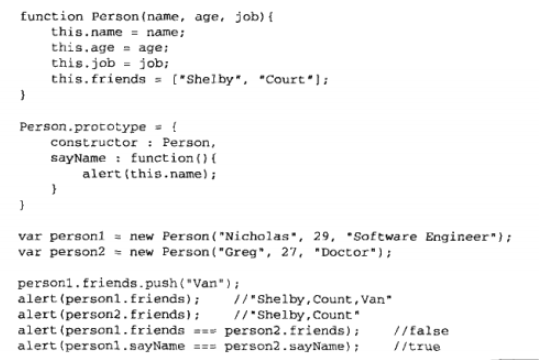 function Person(name, age, job){
this.name = name;
this.age = age;
this.job = job;
this.friends = ["Shelby", "Court"];
}
Person.prototype = {
constructor : Person,
sayName : function(){
alert(this.name);
}
}
var person1 = new Person("Nicholas", 29, "Software Engineer");
var person2 = new Person("Greg", 27, "Doctor");
person1.friends.push("Van");
alert(person1.friends); //"Shelby,Count,Van"
alert(person2.friends); //"Shelby,Count"
alert(person1.friends === person2.friends); //false
alert(person1.sayName === person2.sayName); //true